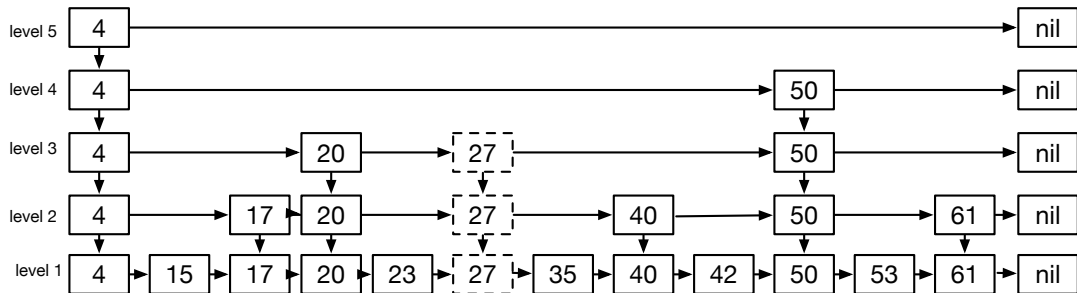 level 5 4 nil
level 4 4 50 nil
level 3 4 20 27 50 nil
level 2 4 17 20 27 40 50 61 nil
level 1 4 15 17 20 23 27 35 40 42 50 53 61 nil